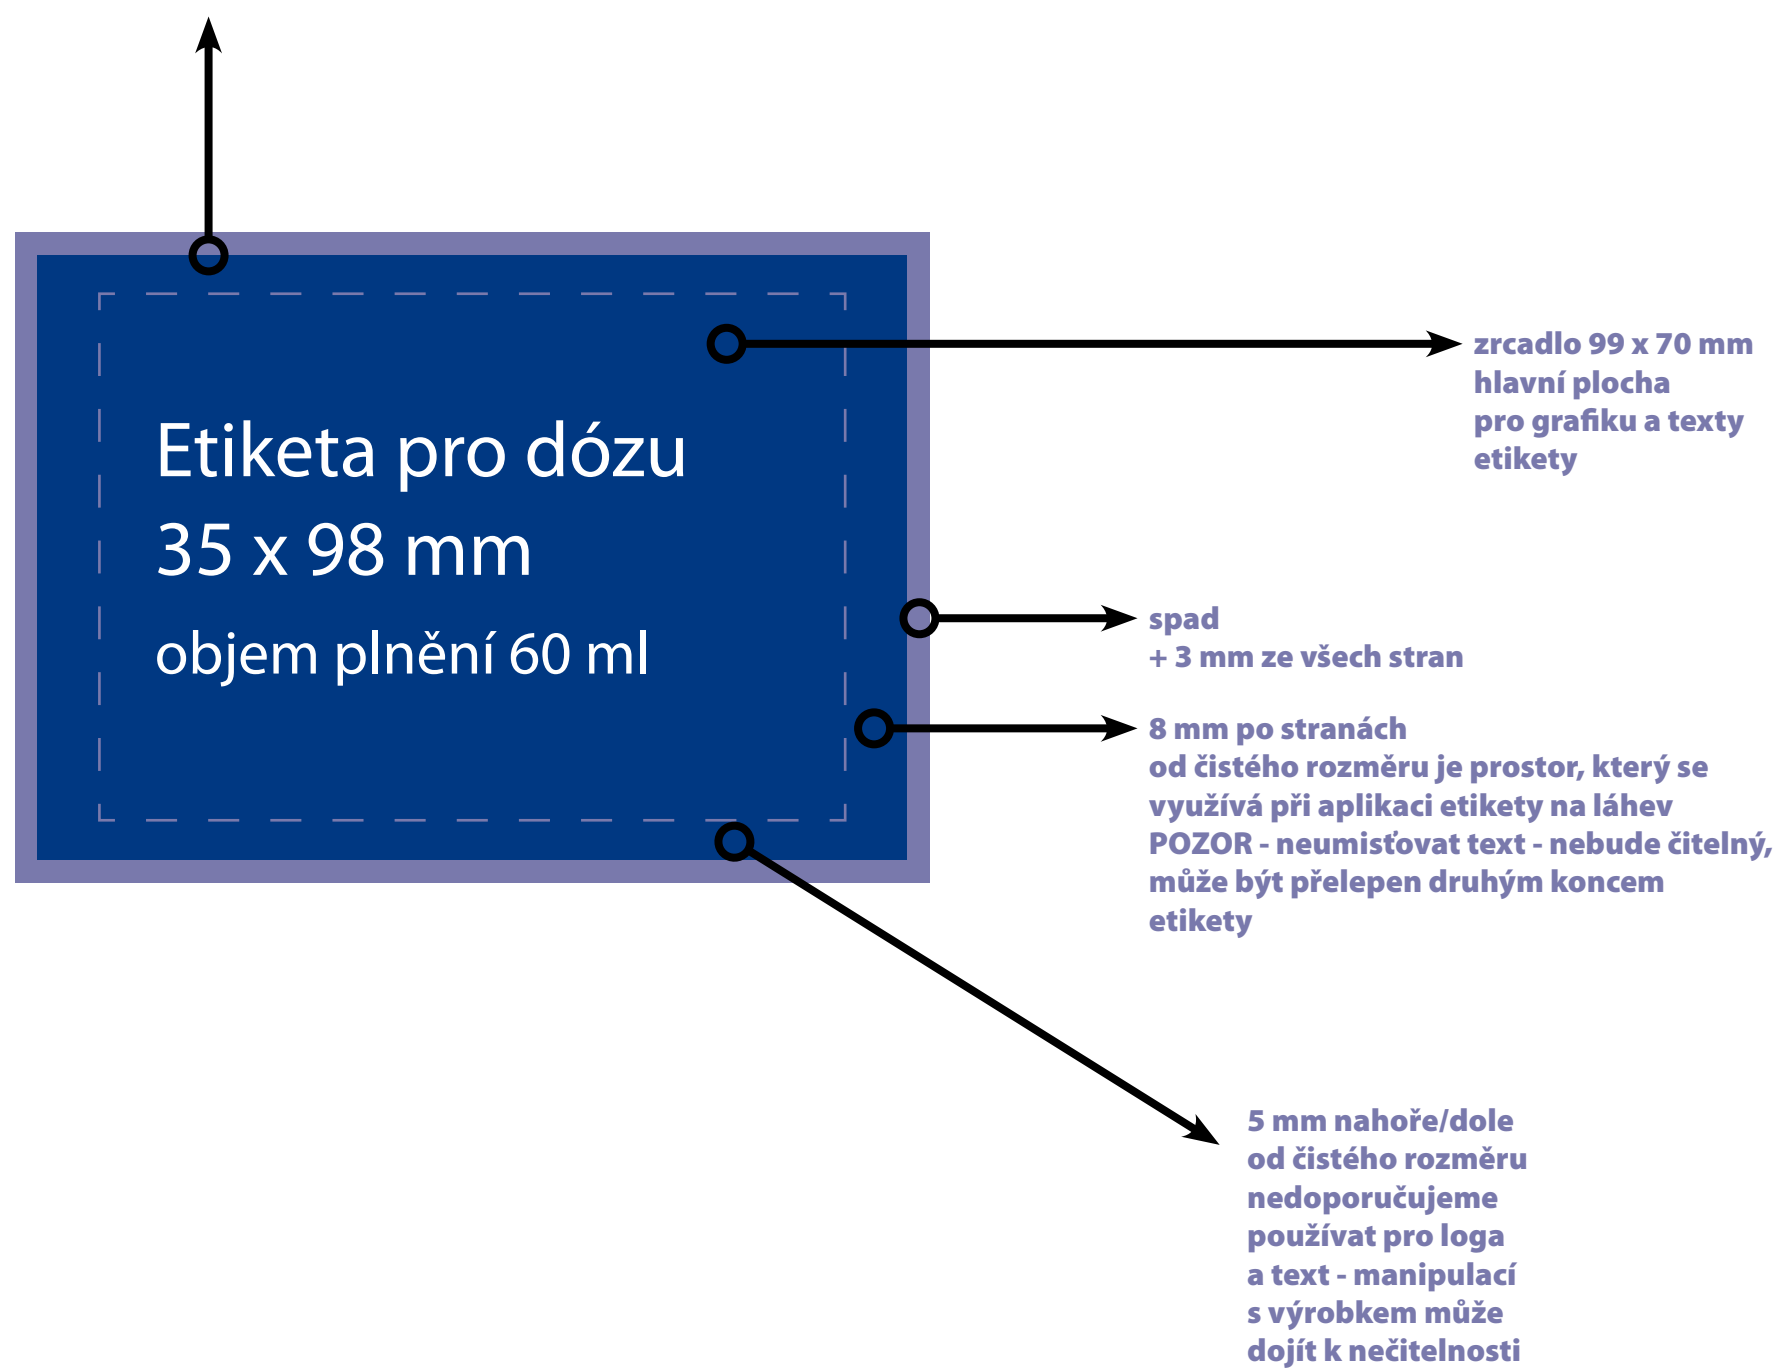 Etiketa pro dózu
35 x 98 mm
objem plnění 60 ml
zrcadlo 99 x 70 mm
hlavní plocha
pro grafiku a texty
etikety
spad
+ 3 mm ze všech stran
8 mm po stranách
od čistého rozměru je prostor, který se
využívá při aplikaci etikety na láhev
POZOR - neumisťovat text - nebude čitelný,
může být přelepen druhým koncem
etikety
5 mm nahoře/dole
od čistého rozměru
nedoporučujeme
používat pro loga
a text - manipulací
s výrobkem může
dojít k nečitelnosti